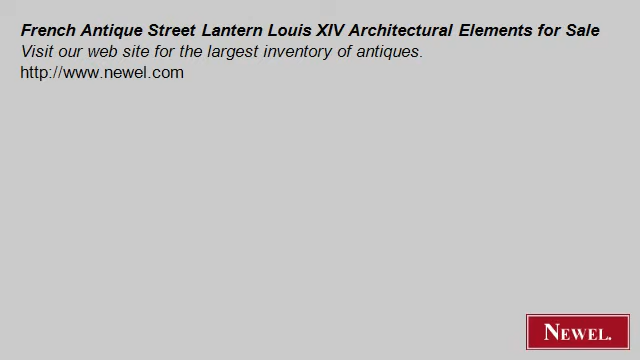 French Antique Street Lantern Louis XIV Architectural Elements for Sale
Visit our web site for the largest inventory of antiques.
http://www.newel.com
NEWEL.